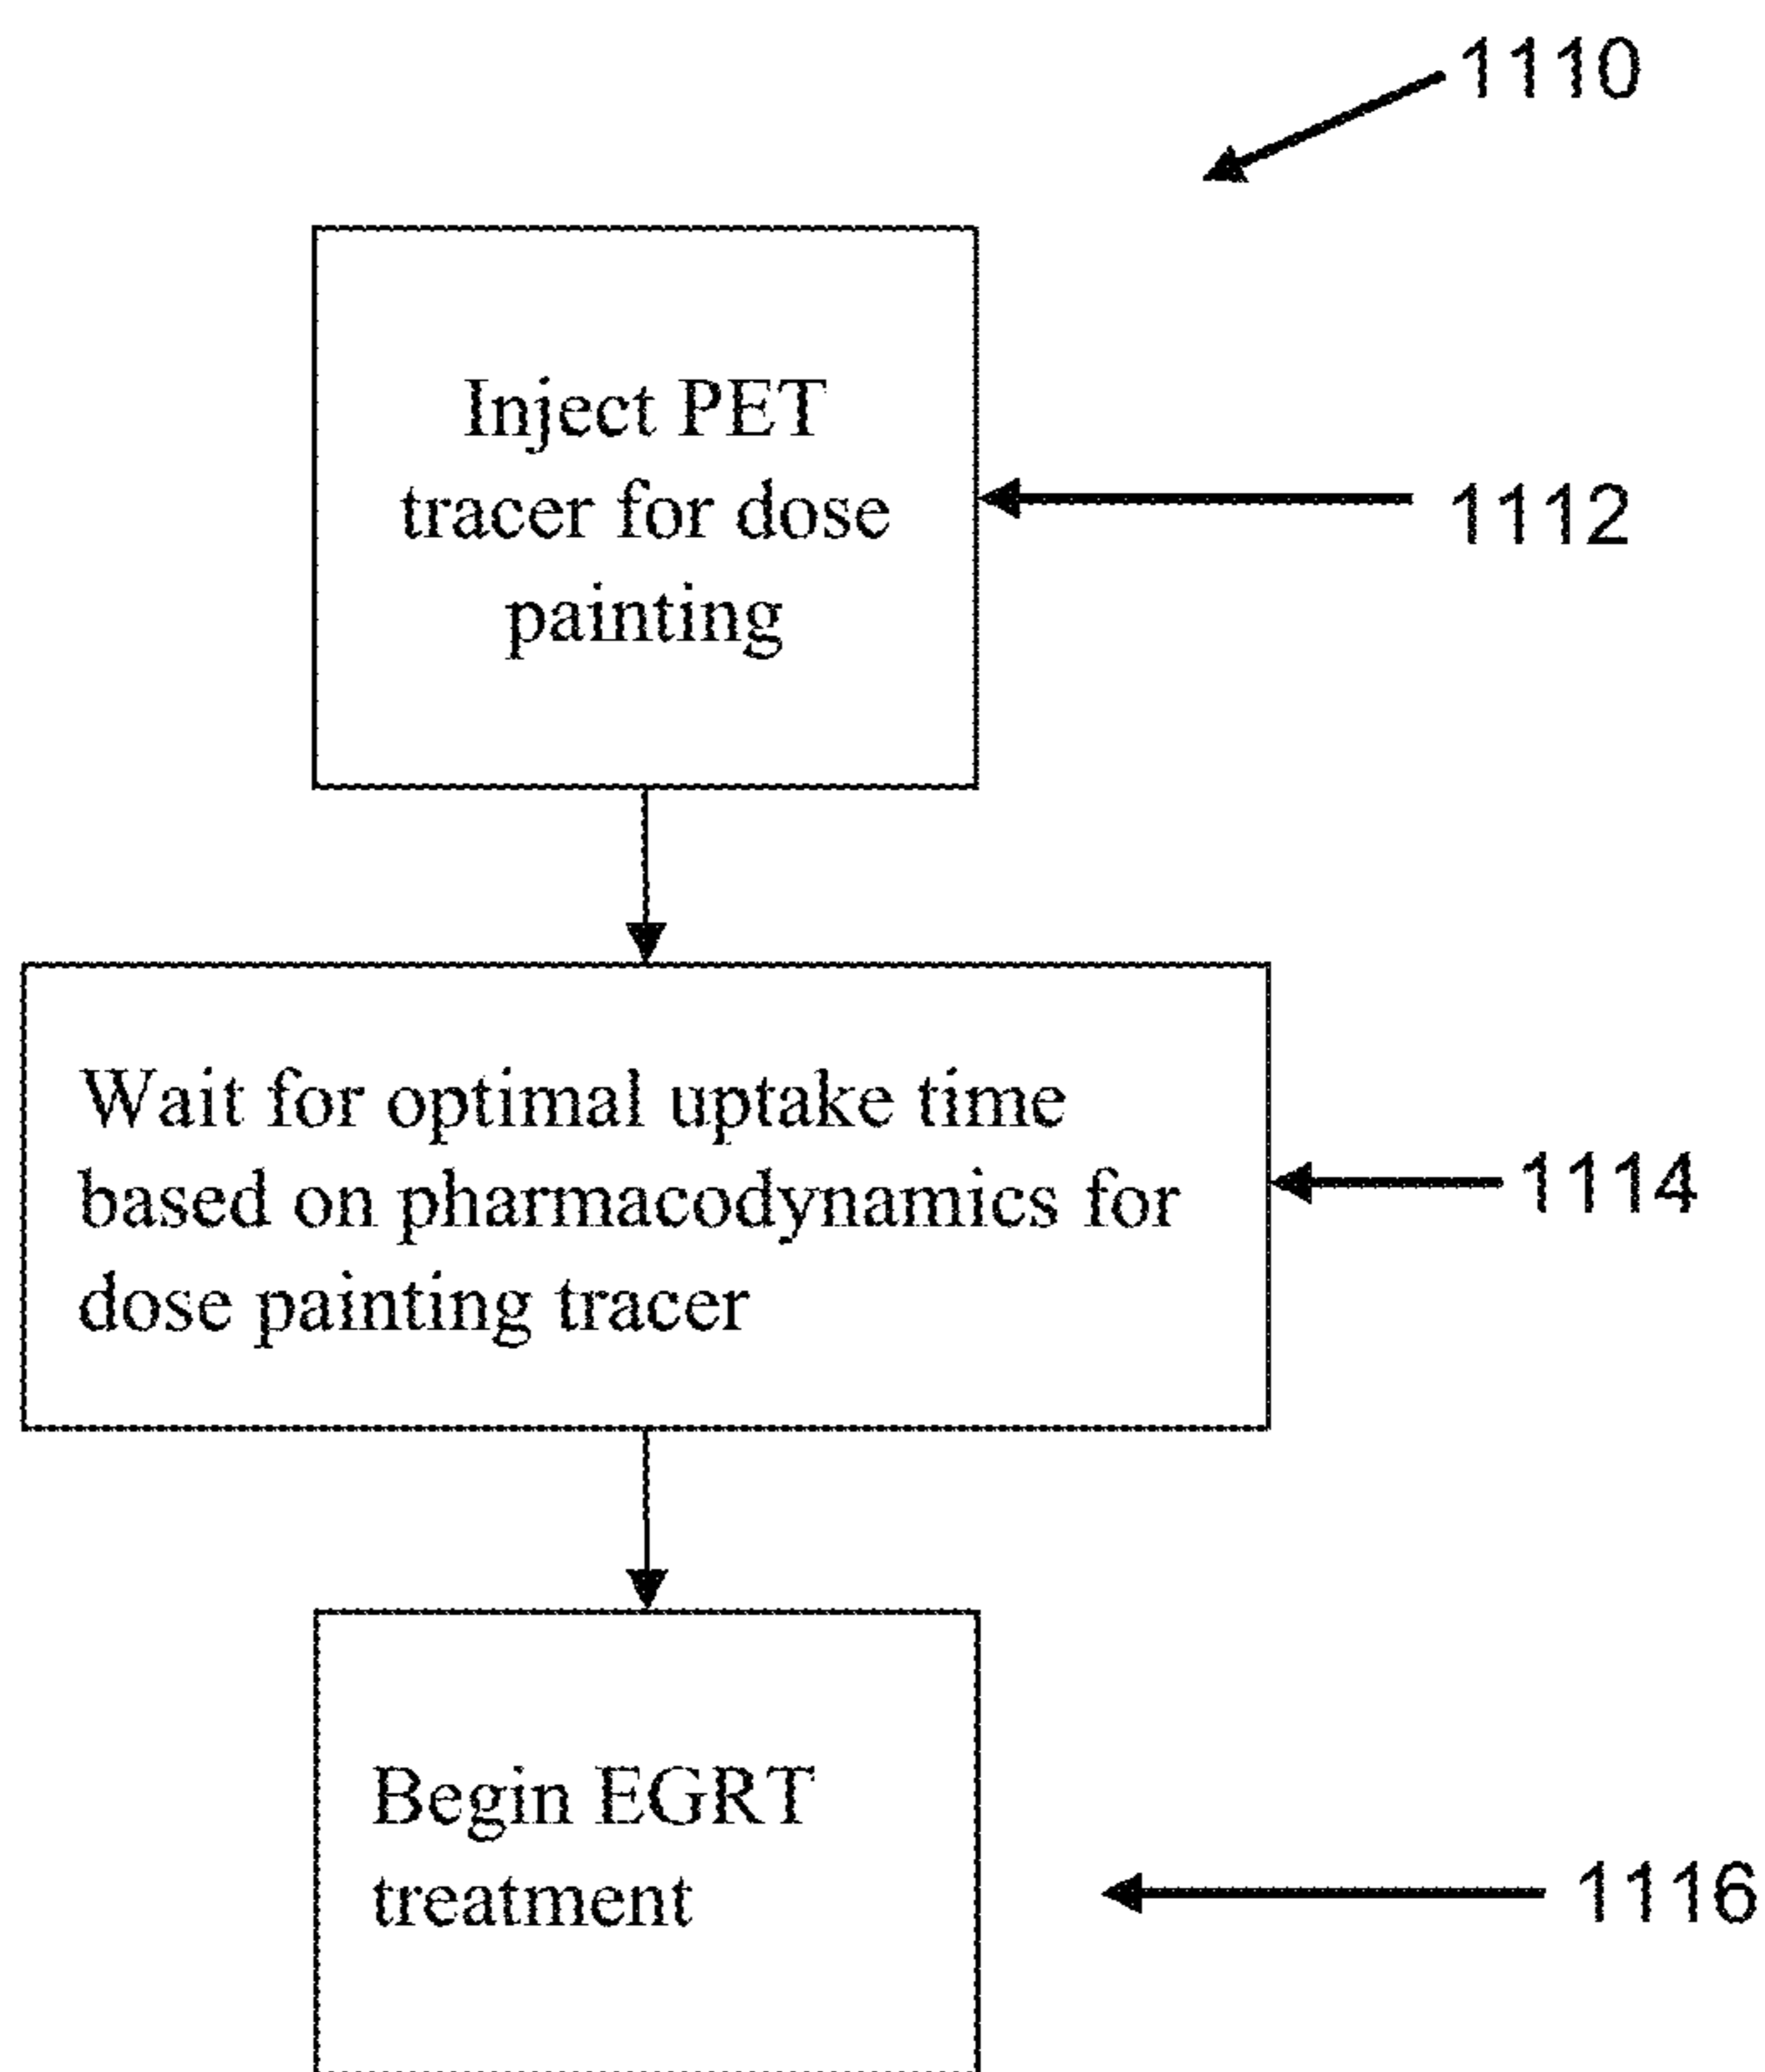 1110
Inject PET
tracer for dose
painting
1112
Wait for optimal uptake time
based on pharmacodynamics for
dose painting tracer
1114
Begin EGRT
treatment
1116